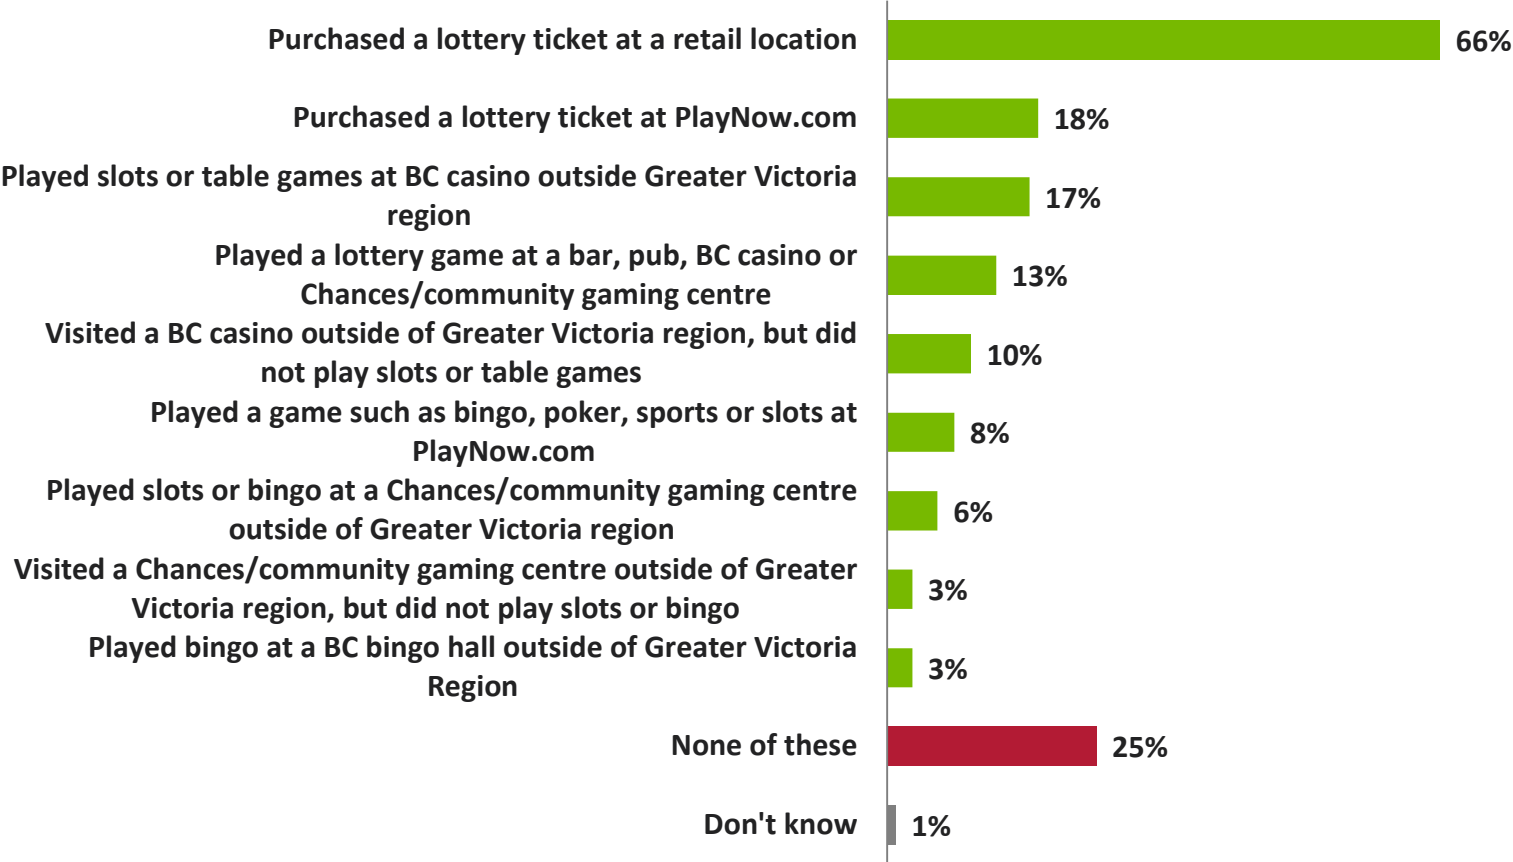 Purchased a lottery ticket at a retail location
66%
Purchased a lottery ticket at PlayNow.com
18%
Played slots or table games at BC casino outside Greater Victoria
region
17%
Played a lottery game at a bar, pub, BC casino or
Chances/community gaming centre
13%
Visited a BC casino outside of Greater Victoria region, but did
not play slots or table games
10%
Played a game such as bingo, poker, sports or slots at
PlayNow.com
8%
Played slots or bingo at a Chances/community gaming centre
outside of Greater Victoria region
6%
Visited a Chances/community gaming centre outside of Greater
Victoria region, but did not play slots or bingo
3%
Played bingo at a BC bingo hall outside of Greater Victoria
Region
3%
None of these
25%
Don't know
1%